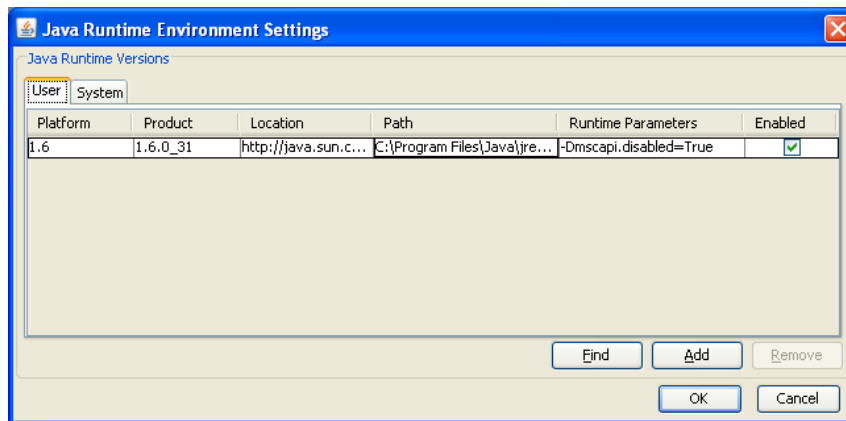 Java Runtime Environment Settings
Java Runtime Versions
User System
Platform Product Location Path Runtime Parameters Enabled
1.6 1.6.0_31 http://java.sun.c... C:\Program Files\Java\jre... -Dmscapi.disabled=True
Find Add Remove
OK Cancel